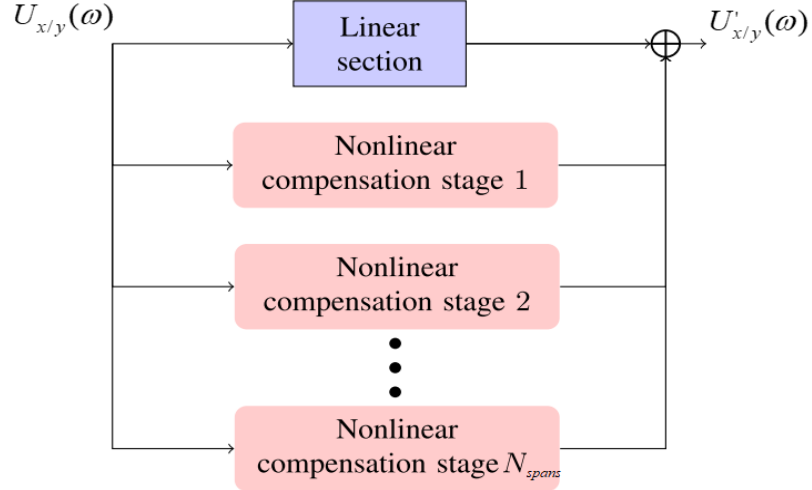 U_{x/y}(ω)
Linear
section
U'_{x/y}(ω)
Nonlinear
compensation stage 1
Nonlinear
compensation stage 2
Nonlinear
compensation stage N_{spans}